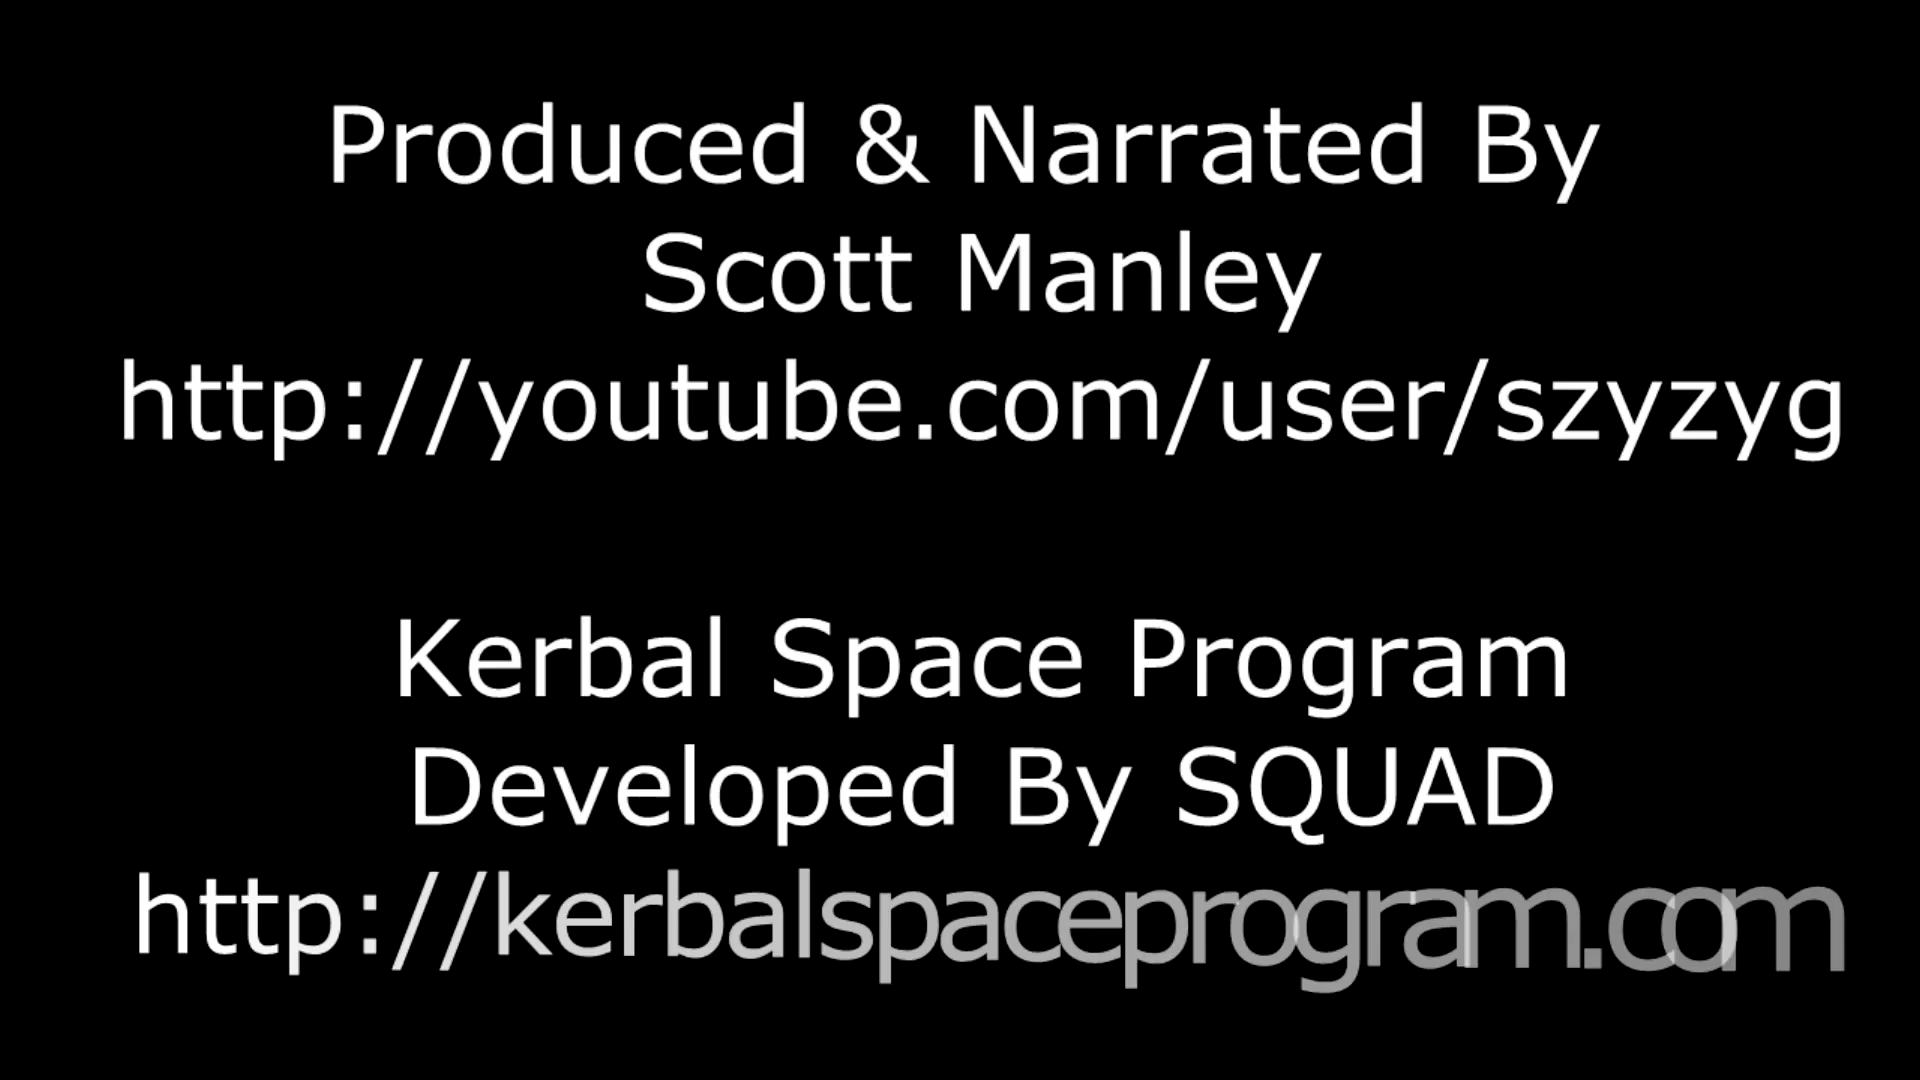 Produced & Narrated By
Scott Manley
http://youtube.com/user/szyzyg
Kerbal Space Program
Developed By SQUAD
http://kerbalspaceprogram.com